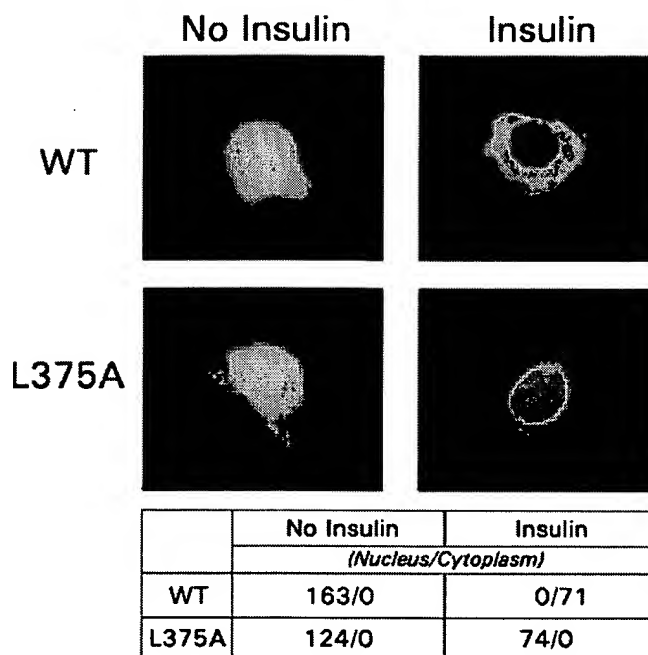 No Insulin Insulin
WT
L375A
No Insulin Insulin
(Nucleus/Cytoplasm)
WT 163/0 0/71
L375A 124/0 74/0